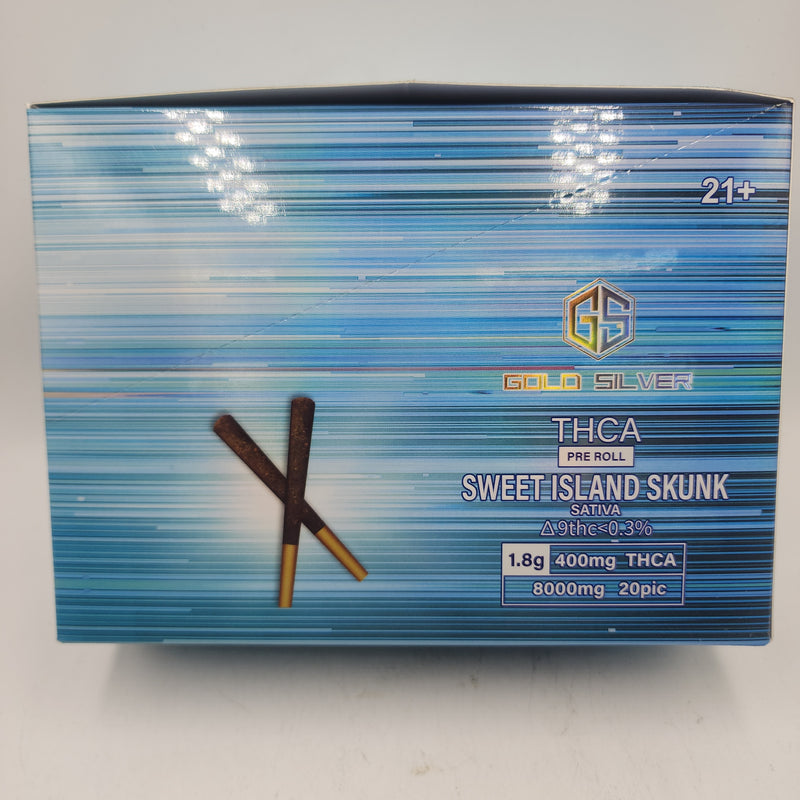 21+
GS
GOLD SILVER
THCA
PRE ROLL
SWEET ISLAND SKUNK
SATIVA
Δ9thc<0.3%
1.8g 400mg THCA
8000mg 20pic